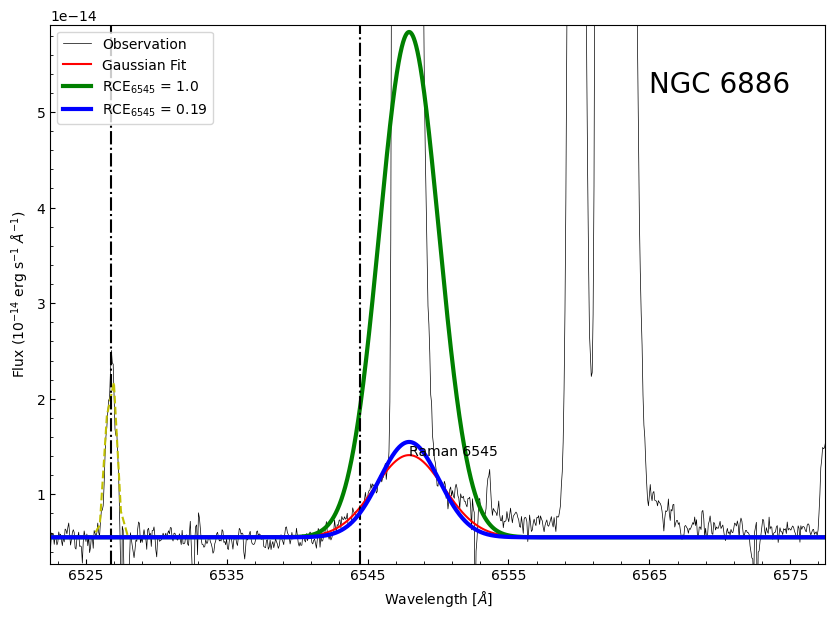 1e−14
Observation
Gaussian Fit
RCE₆₅₄₅ = 1.0
RCE₆₅₄₅ = 0.19
NGC 6886
5
4
3
2
1
Flux (10⁻¹⁴ erg s⁻¹ Å⁻¹)
Raman 6545
6525 6535 6545 6555 6565 6575
Wavelength [Å]